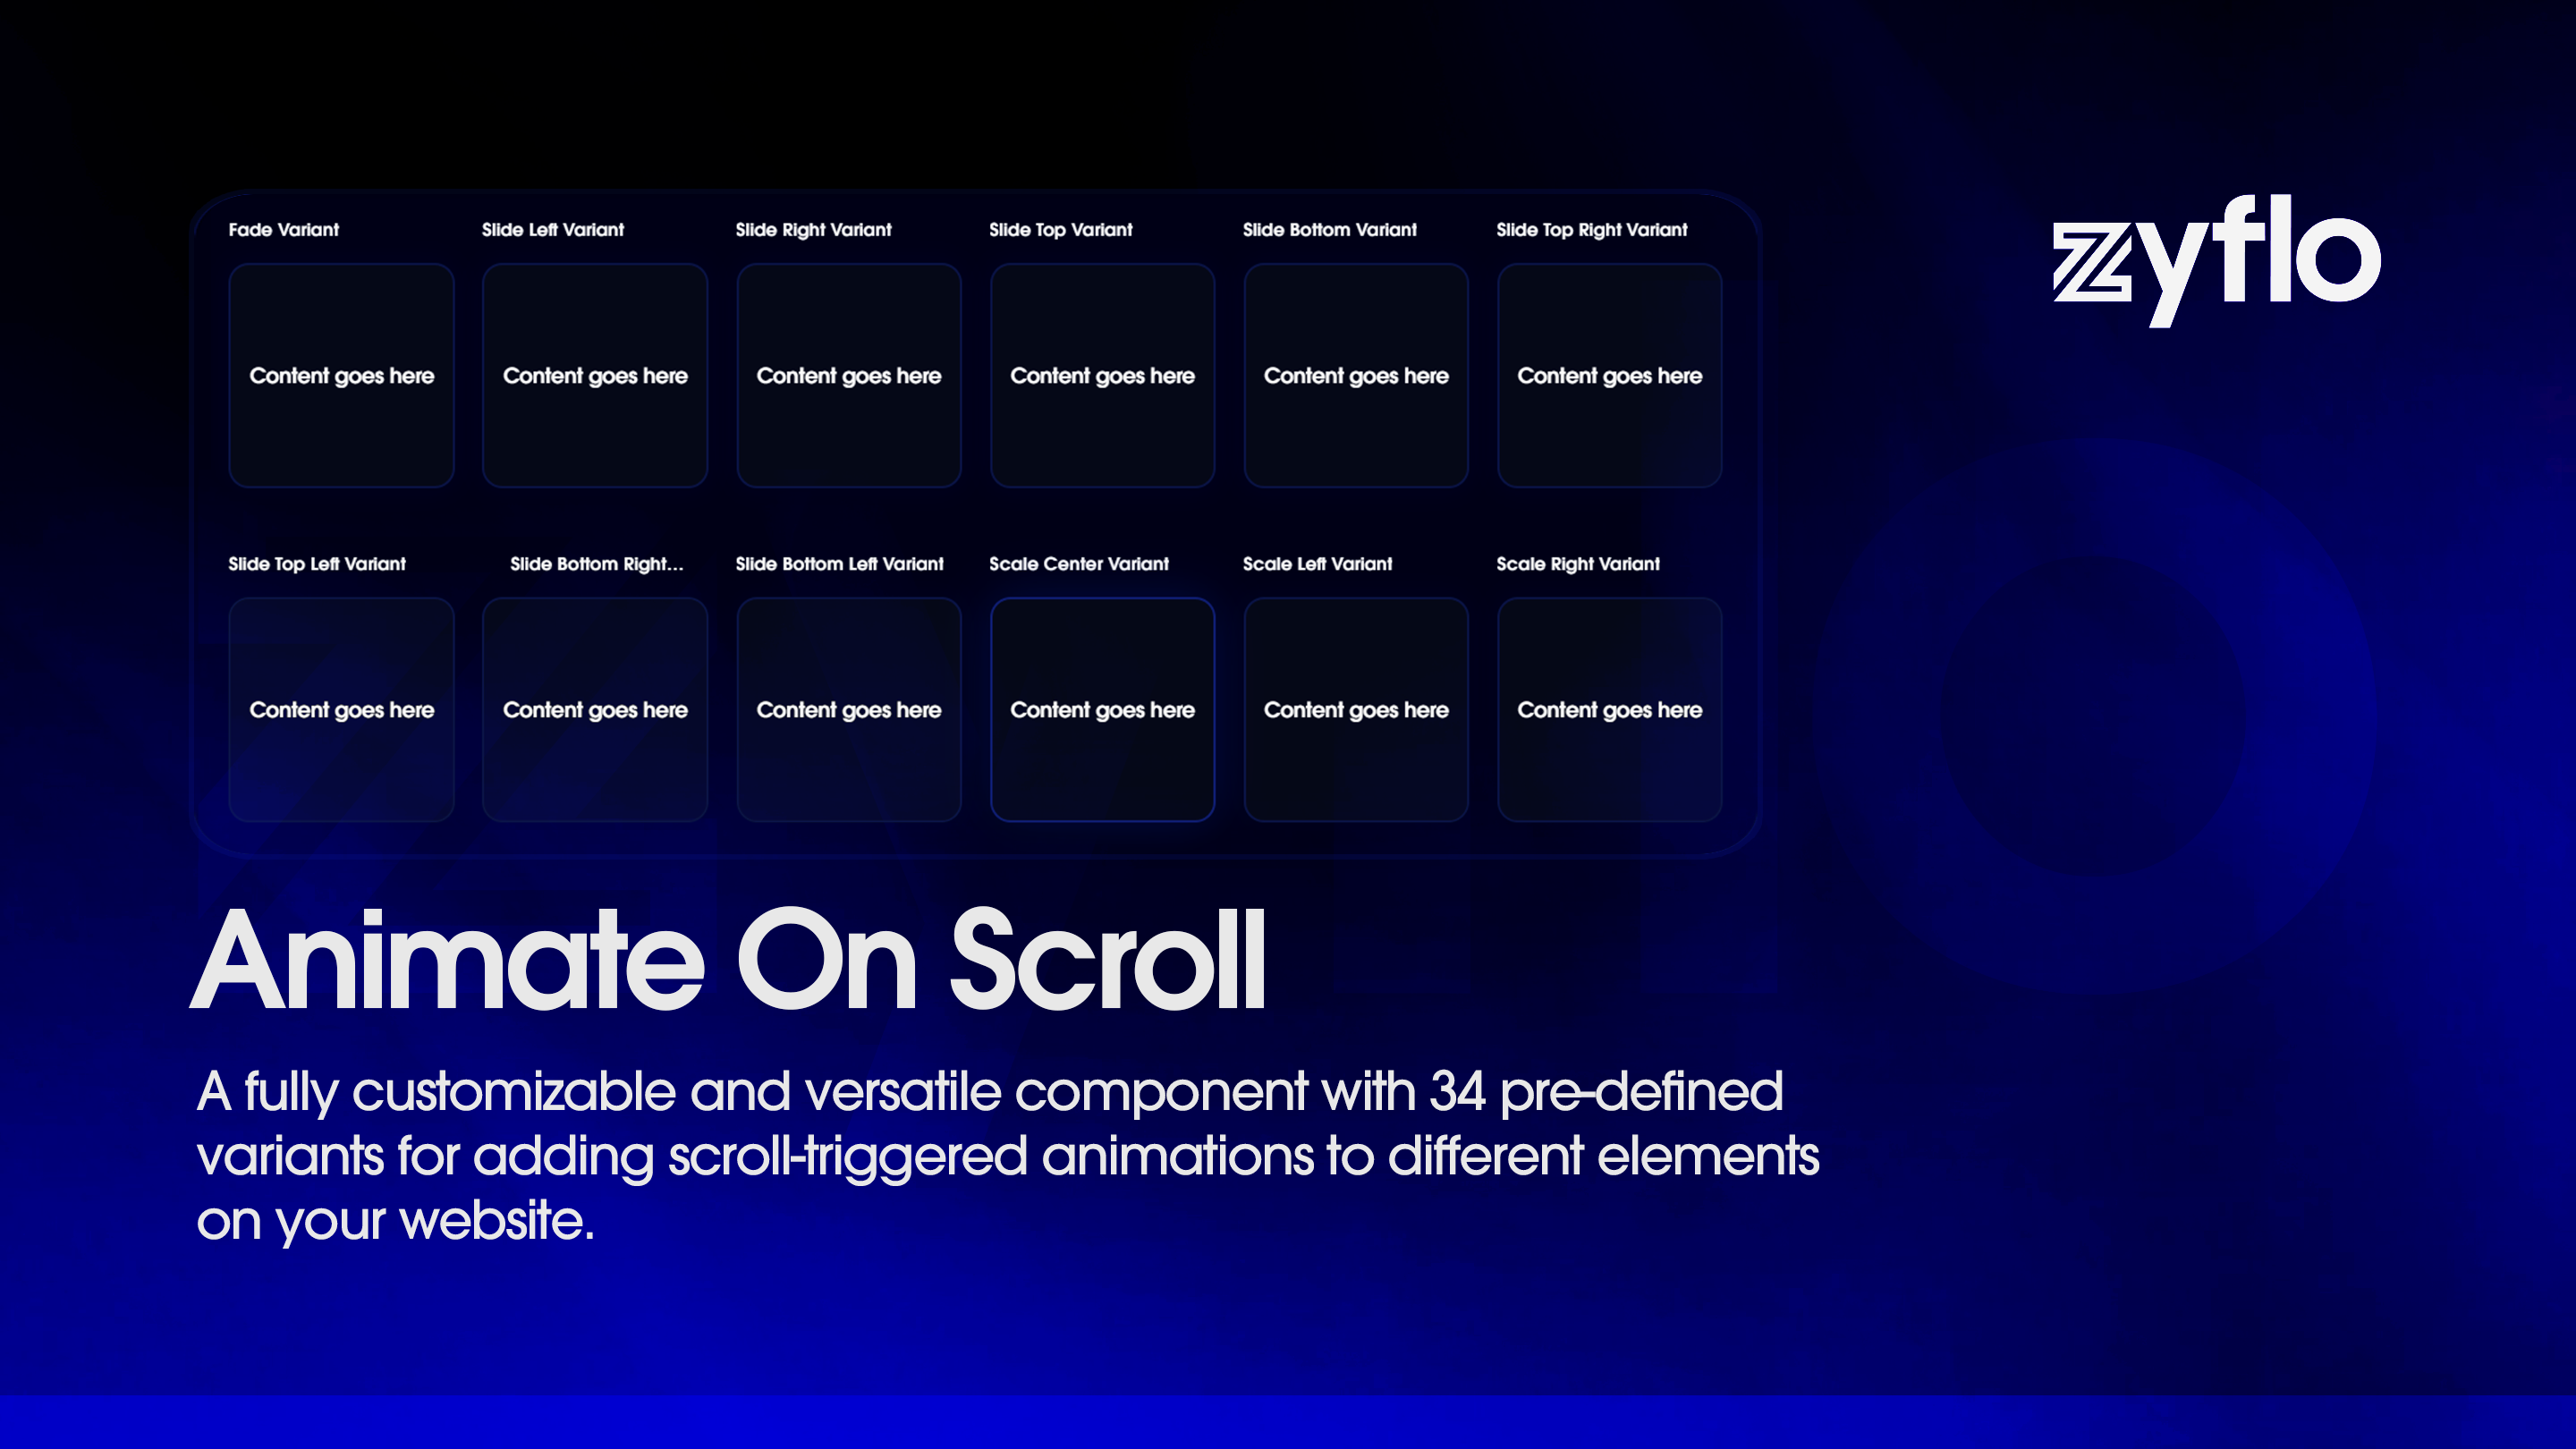 zyflo
Fade Variant
Slide Left Variant
Slide Right Variant
Slide Top Variant
Slide Bottom Variant
Slide Top Right Variant
Content goes here
Content goes here
Content goes here
Content goes here
Content goes here
Content goes here
Slide Top Left Variant
Slide Bottom Right...
Slide Bottom Left Variant
Scale Center Variant
Scale Left Variant
Scale Right Variant
Content goes here
Content goes here
Content goes here
Content goes here
Content goes here
Content goes here
Animate On Scroll
A fully customizable and versatile component with 34 pre-defined
variants for adding scroll-triggered animations to different elements
on your website.